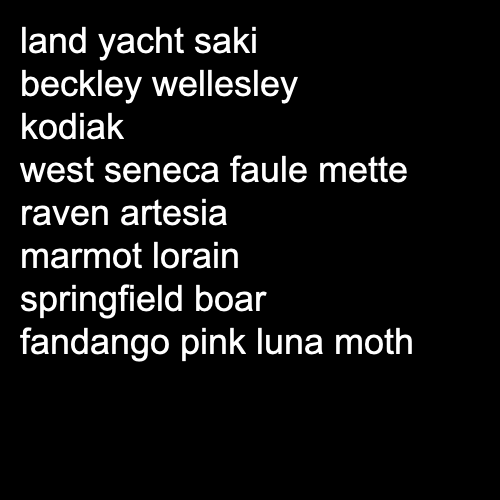 land yacht saki
beckley wellesley
kodiak
west seneca faule mette
raven artesia
marmot lorain
springfield boar
fandango pink luna moth